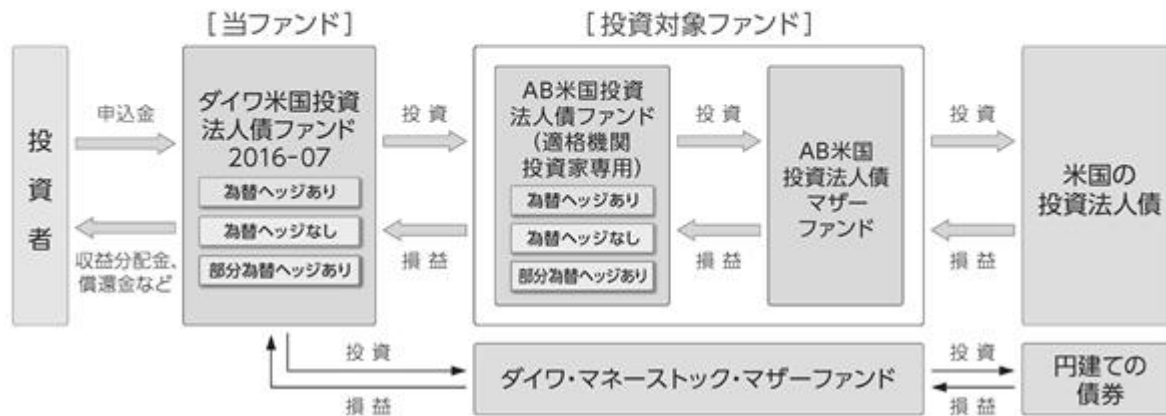 [当ファンド]
[投資対象ファンド]
投資者
申込金
収益分配金、
償還金など
ダイワ米国投資
法人債ファンド
2016-07
為替ヘッジあり
為替ヘッジなし
部分為替ヘッジあり
投資
損益
AB米国投資
法人債ファンド
(適格機関
投資家専用)
為替ヘッジあり
為替ヘッジなし
部分為替ヘッジあり
投資
損益
AB米国
投資法人債
マザー
ファンド
投資
損益
米国の
投資法人債
投資
損益
ダイワ・マネーストック・マザーファンド
投資
損益
円建ての
債券